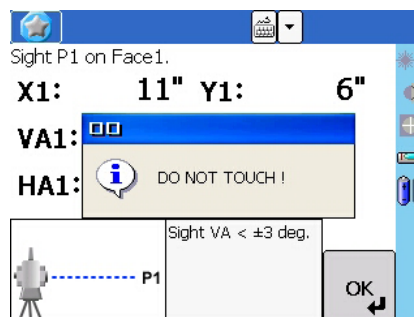 Sight P1 on Face1.
X1: 11" Y1: 6"
VA1:
DO NOT TOUCH !
HA1:
Sight VA < ±3 deg.
P1
OK